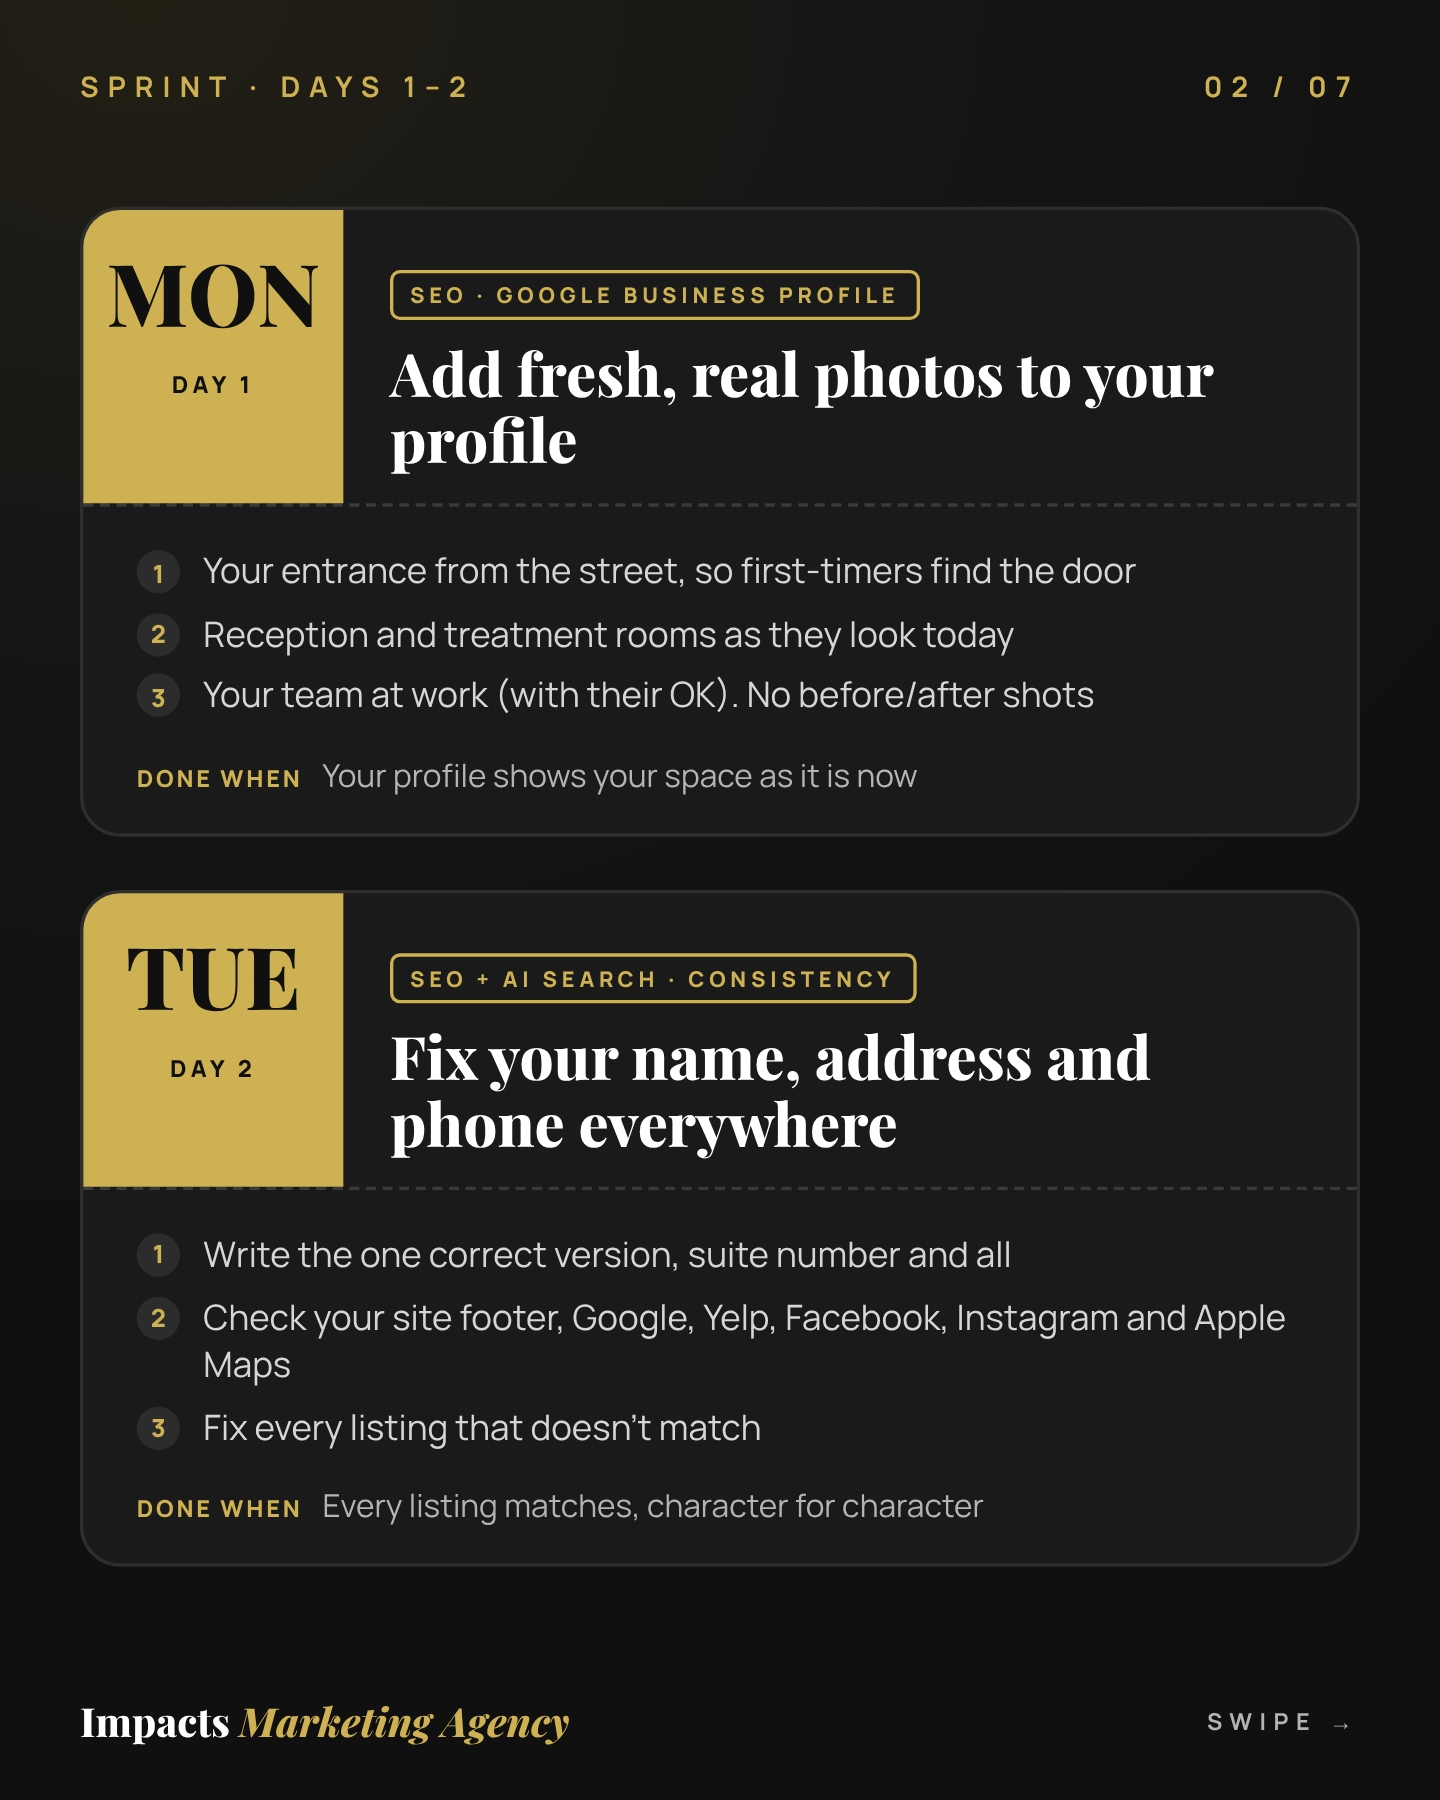 SPRINT · DAYS 1–2
02 / 07
MON
DAY 1
SEO · GOOGLE BUSINESS PROFILE
Add fresh, real photos to your
profile
1 Your entrance from the street, so first-timers find the door
2 Reception and treatment rooms as they look today
3 Your team at work (with their OK). No before/after shots
DONE WHEN Your profile shows your space as it is now
TUE
DAY 2
SEO + AI SEARCH · CONSISTENCY
Fix your name, address and
phone everywhere
1 Write the one correct version, suite number and all
2 Check your site footer, Google, Yelp, Facebook, Instagram and Apple
Maps
3 Fix every listing that doesn’t match
DONE WHEN Every listing matches, character for character
Impacts Marketing Agency
SWIPE →